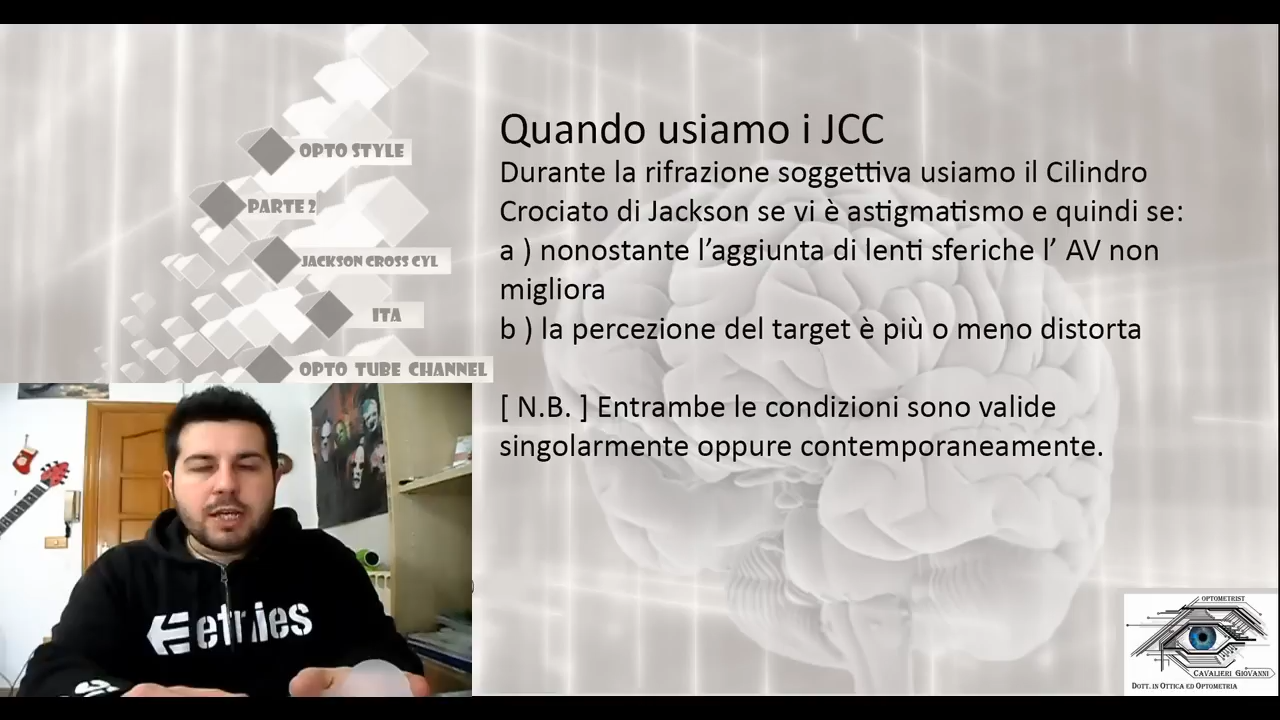 OPTO STYLE
PARTE 2
JACKSON CROSS CYL
ITA
OPTO TUBE CHANNEL
Quando usiamo i JCC
Durante la rifrazione soggettiva usiamo il Cilindro
Crociato di Jackson se vi è astigmatismo e quindi se:
a ) nonostante l’aggiunta di lenti sferiche l’ AV non
migliora
b ) la percezione del target è più o meno distorta
[ N.B. ] Entrambe le condizioni sono valide
singolarmente oppure contemporaneamente.
etnies
OPTOMETRIST
CAVALIERI GIOVANNI
DOTT. IN OTTICA ED OPTOMETRIA